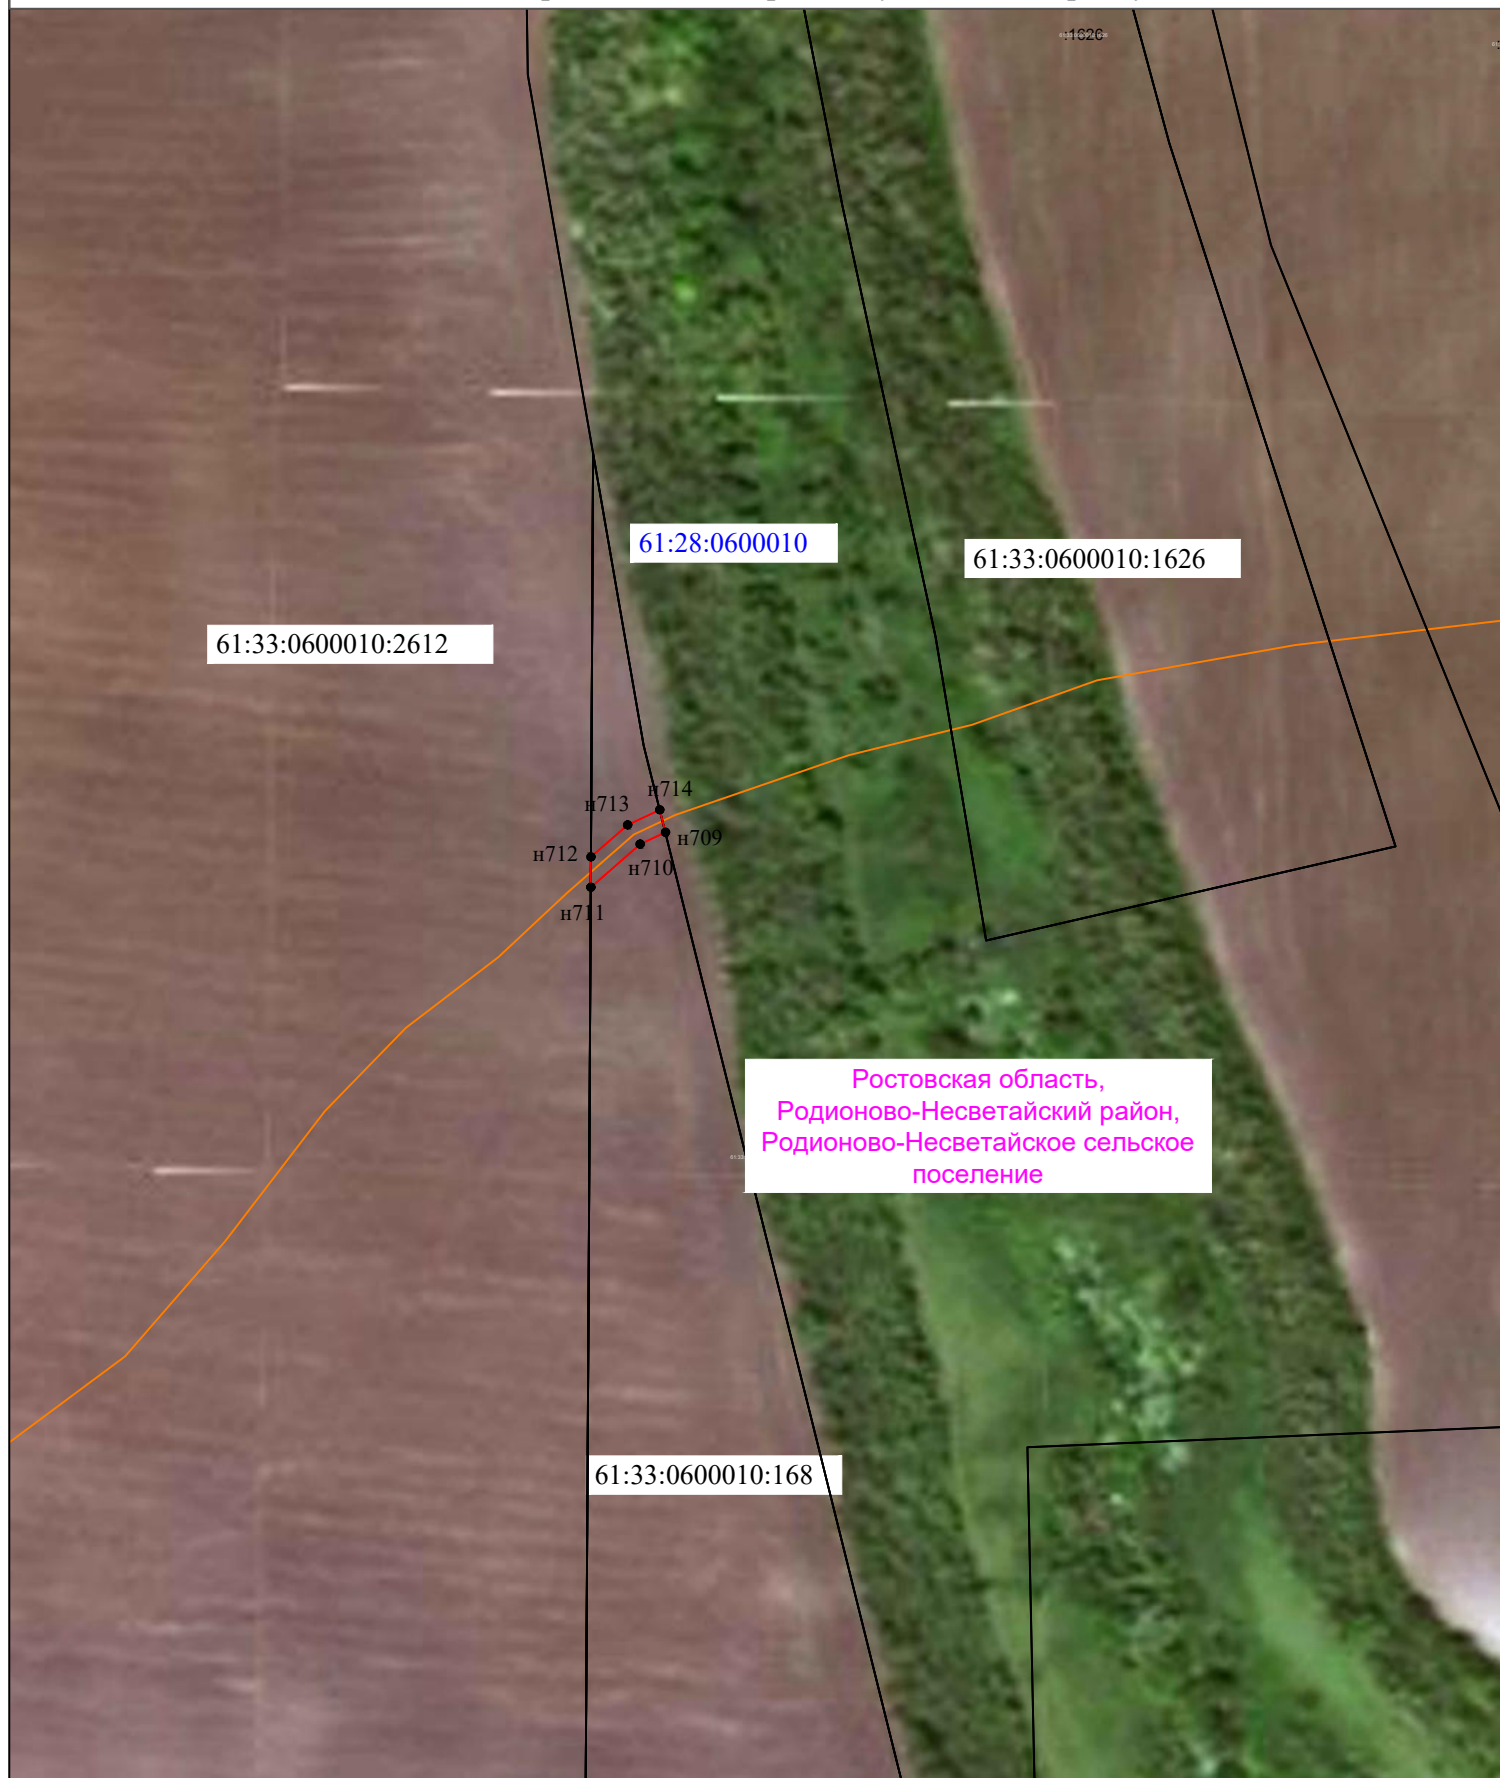 :1626
61:28:0600010
61:33:0600010:1626
61:33:0600010:2612
н714
н713
н709
н712
н710
н711
Ростовская область,
Родионово-Несветайский район,
Родионово-Несветайское сельское
поселение
61:33:0600010:168